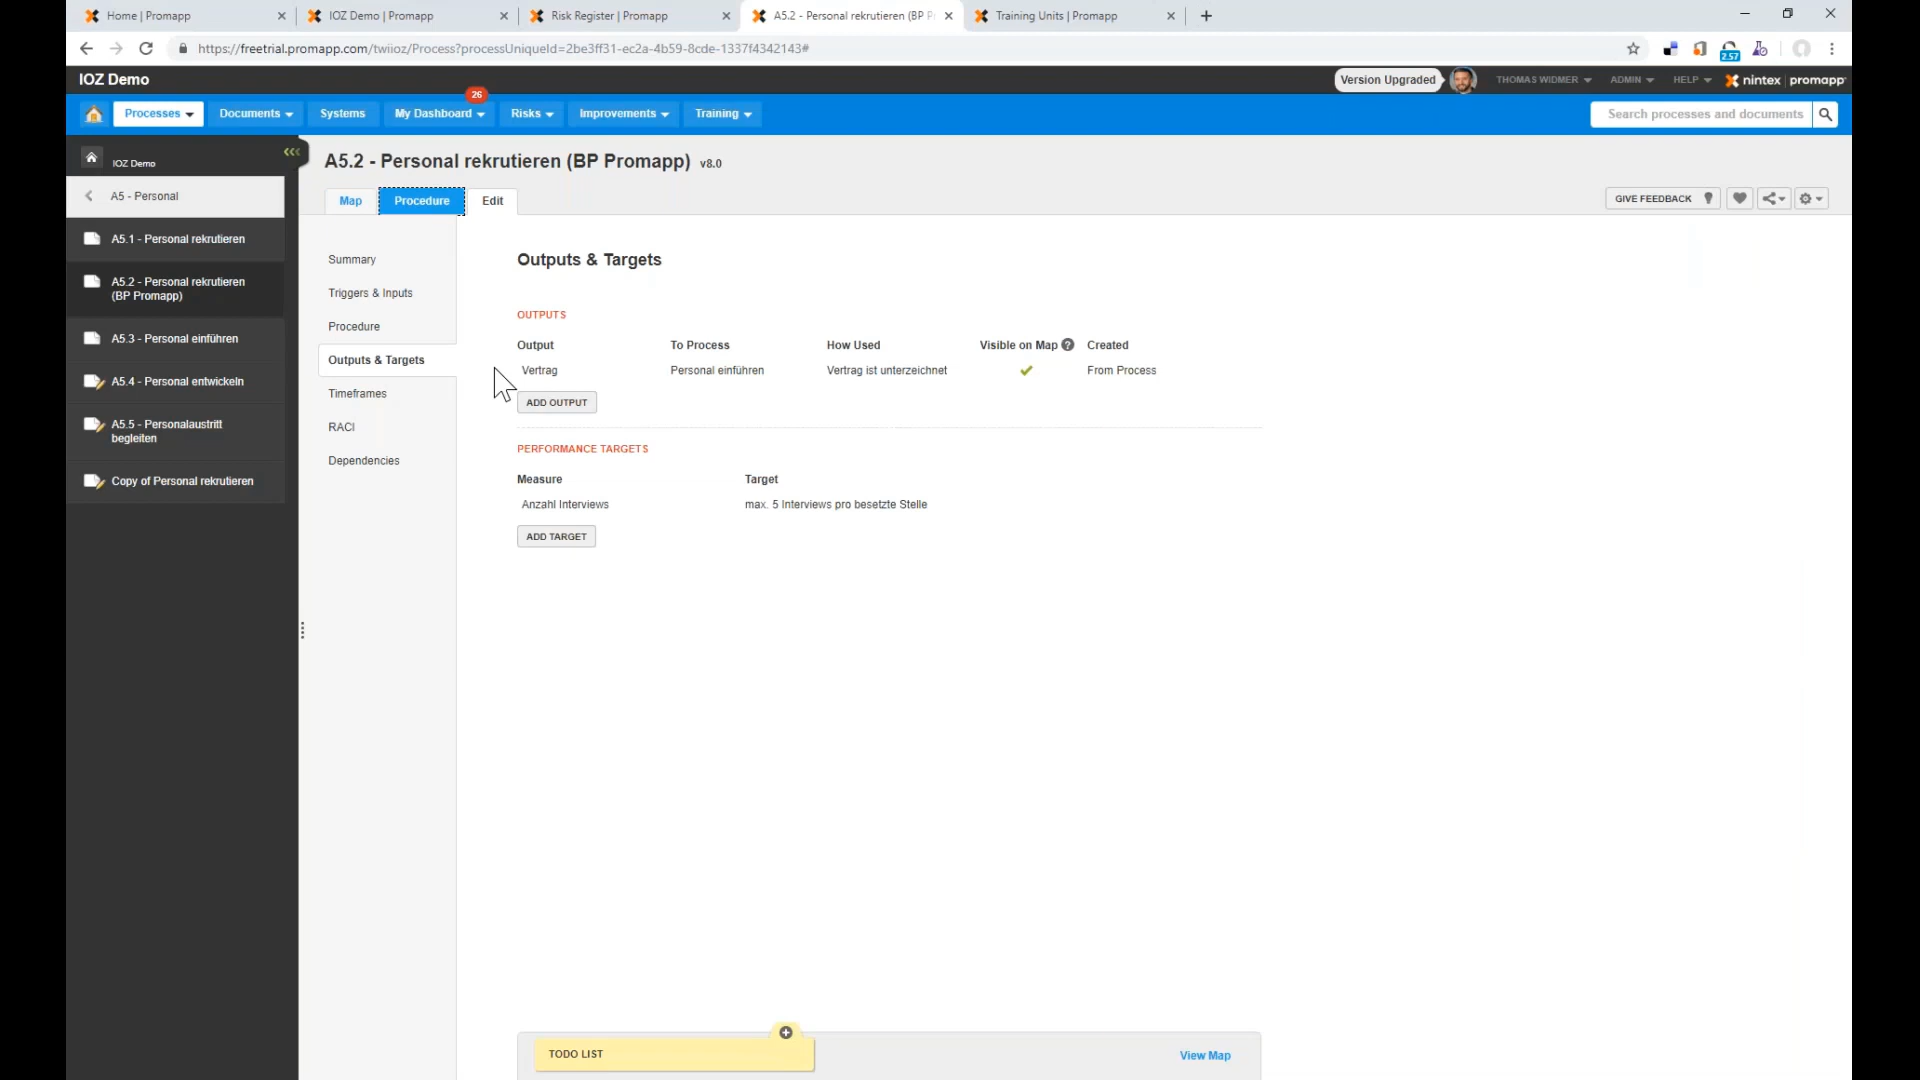 Home | Promapp
IOZ Demo | Promapp
Risk Register | Promapp
A5.2 - Personal rekrutieren (BP P
Training Units | Promapp
https://freetrial.promapp.com/twiioz/Process?processUniqueId=2be3ff31-ec2a-4b59-8cde-1337f4342143#
2.57
IOZ Demo
Version Upgraded
THOMAS WIDMER
ADMIN
HELP
nintex | promapp
Processes
Documents
Systems
My Dashboard
26
Risks
Improvements
Training
Search processes and documents
IOZ Demo
A5 - Personal
A5.1 - Personal rekrutieren
A5.2 - Personal rekrutieren
(BP Promapp)
A5.3 - Personal einführen
A5.4 - Personal entwickeln
A5.5 - Personalaustritt
begleiten
Copy of Personal rekrutieren
A5.2 - Personal rekrutieren (BP Promapp) v8.0
Map
Procedure
Edit
GIVE FEEDBACK
Summary
Triggers & Inputs
Procedure
Outputs & Targets
Timeframes
RACI
Dependencies
Outputs & Targets
OUTPUTS
Output To Process How Used Visible on Map ? Created
Vertrag Personal einführen Vertrag ist unterzeichnet From Process
ADD OUTPUT
PERFORMANCE TARGETS
Measure Target
Anzahl Interviews max. 5 Interviews pro besetzte Stelle
ADD TARGET
TODO LIST
View Map